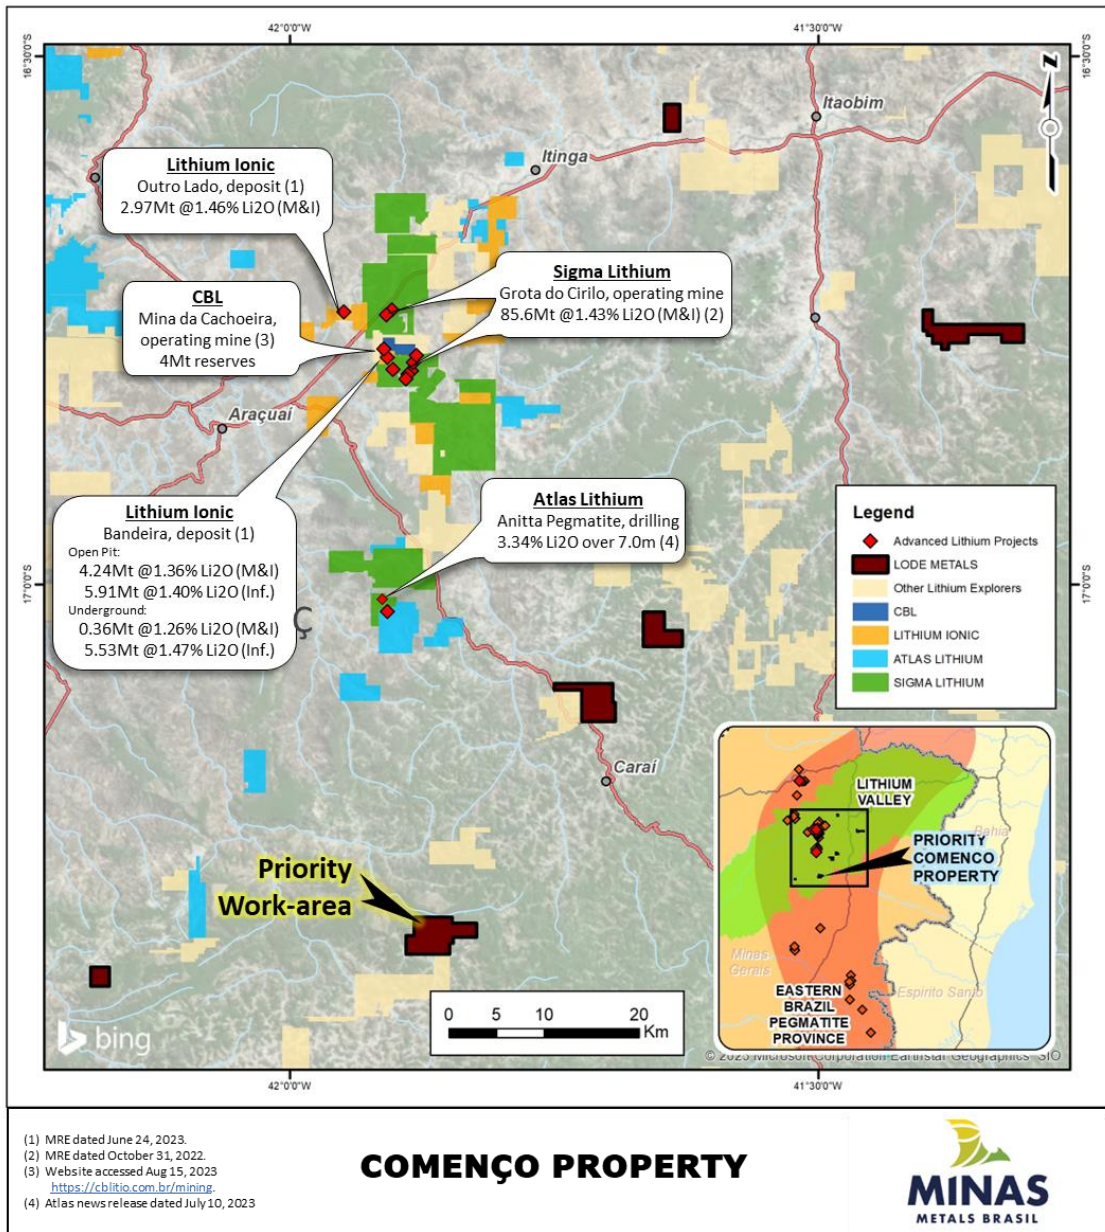 42°0'0"W
41°30'0"W
16°30'0"S
16°30'0"S
Z
Itaobim
Itinga
Lithium Ionic
Outro Lado, deposit (1)
2.97Mt @1.46% Li2O (M&I)
Sigma Lithium
Grota do Cirilo, operating mine
85.6Mt @1.43% Li2O (M&I) (2)
CBL
Mina da Cachoeira,
operating mine (3)
4Mt reserves
Araçuaí
Lithium Ionic
Bandeira, deposit (1)
Open Pit:
4.24Mt @1.36% Li2O (M&I)
5.91Mt @1.40% Li2O (Inf.)
Underground:
0.36Mt @1.26% Li2O (M&I)
5.53Mt @1.47% Li2O (Inf.)
Ç
Atlas Lithium
Anitta Pegmatite, drilling
3.34% Li2O over 7.0m (4)
Legend
Advanced Lithium Projects
LODE METALS
Other Lithium Explorers
CBL
LITHIUM IONIC
ATLAS LITHIUM
SIGMA LITHIUM
17°0'0"S
17°0'0"S
Caraí
LITHIUM
VALLEY
Bahia
PRIORITY
COMENCO
PROPERTY
Minas
Gerais
Espirito Santo
EASTERN
BRAZIL
PEGMATITE
PROVINCE
Priority
Work-area
0 5 10 20
Km
bing
© 2023 Microsoft Corporation Earthstar Geographics SIO
42°0'0"W
41°30'0"W
(1) MRE dated June 24, 2023.
(2) MRE dated October 31, 2022.
(3) Website accessed Aug 15, 2023
https://cblitio.com.br/mining.
(4) Atlas news release dated July 10, 2023
COMENÇO PROPERTY
MINAS
METALS BRASIL